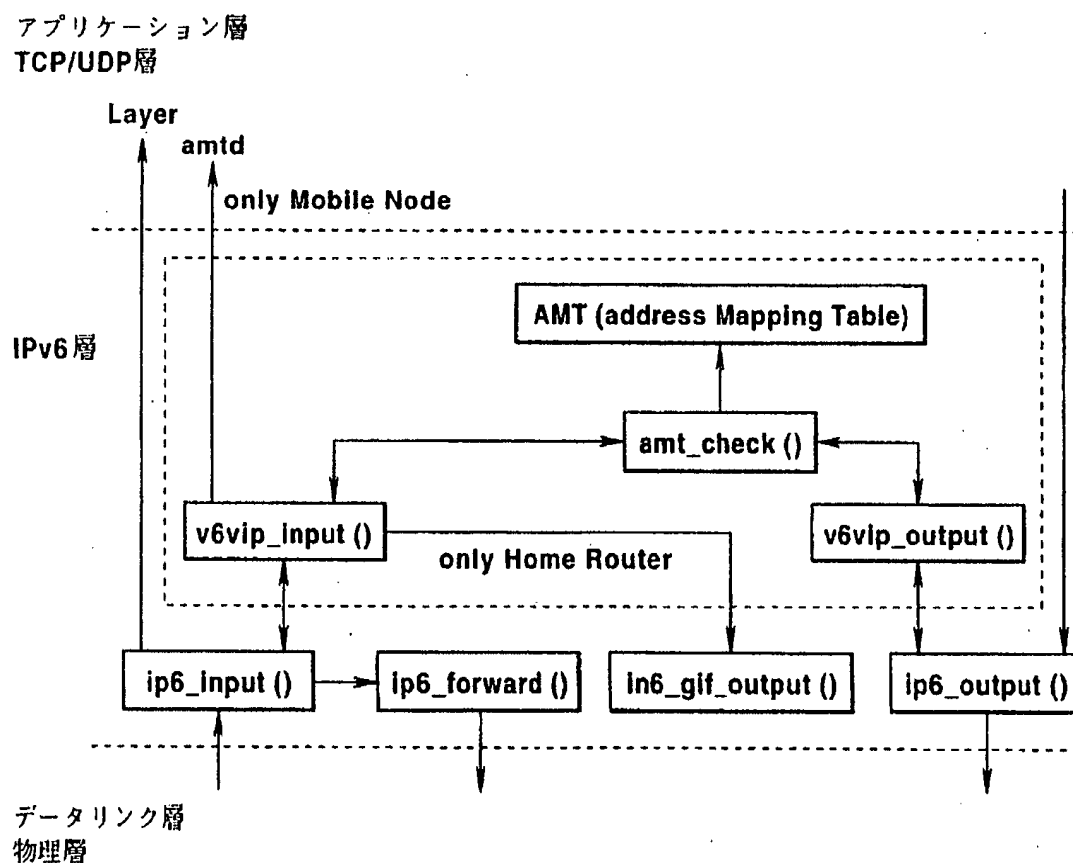 アプリケーション層
TCP/UDP層
Layer
amtd
only Mobile Node
AMT (address Mapping Table)
IPv6層
amt_check ()
v6vip_input ()
v6vip_output ()
only Home Router
ip6_input ()
ip6_forward ()
in6_gif_output ()
ip6_output ()
データリンク層
物理層